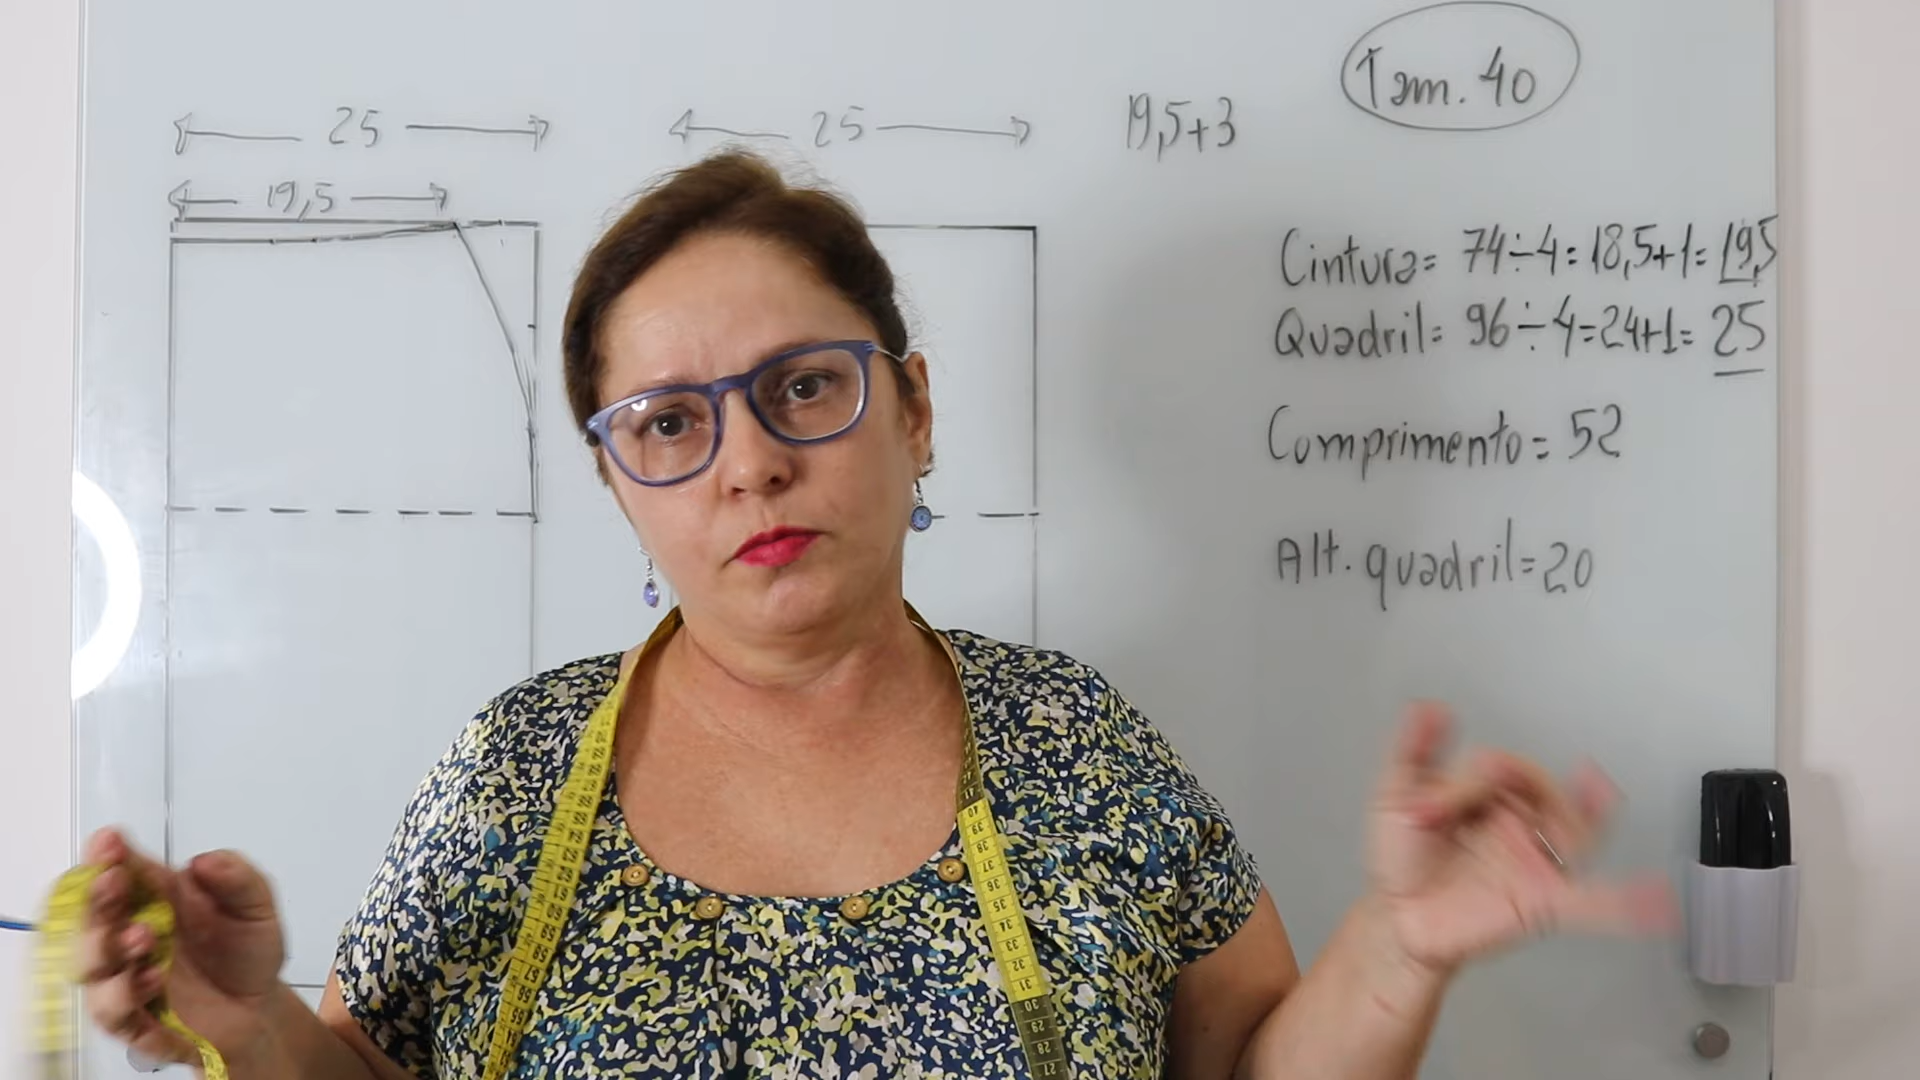 Tam. 40
25
25
19,5+3
19,5
Cintura= 74÷4=18,5+1=19,5
Quadril= 96÷4=24+1=25
Comprimento=52
Alt. quadril=20